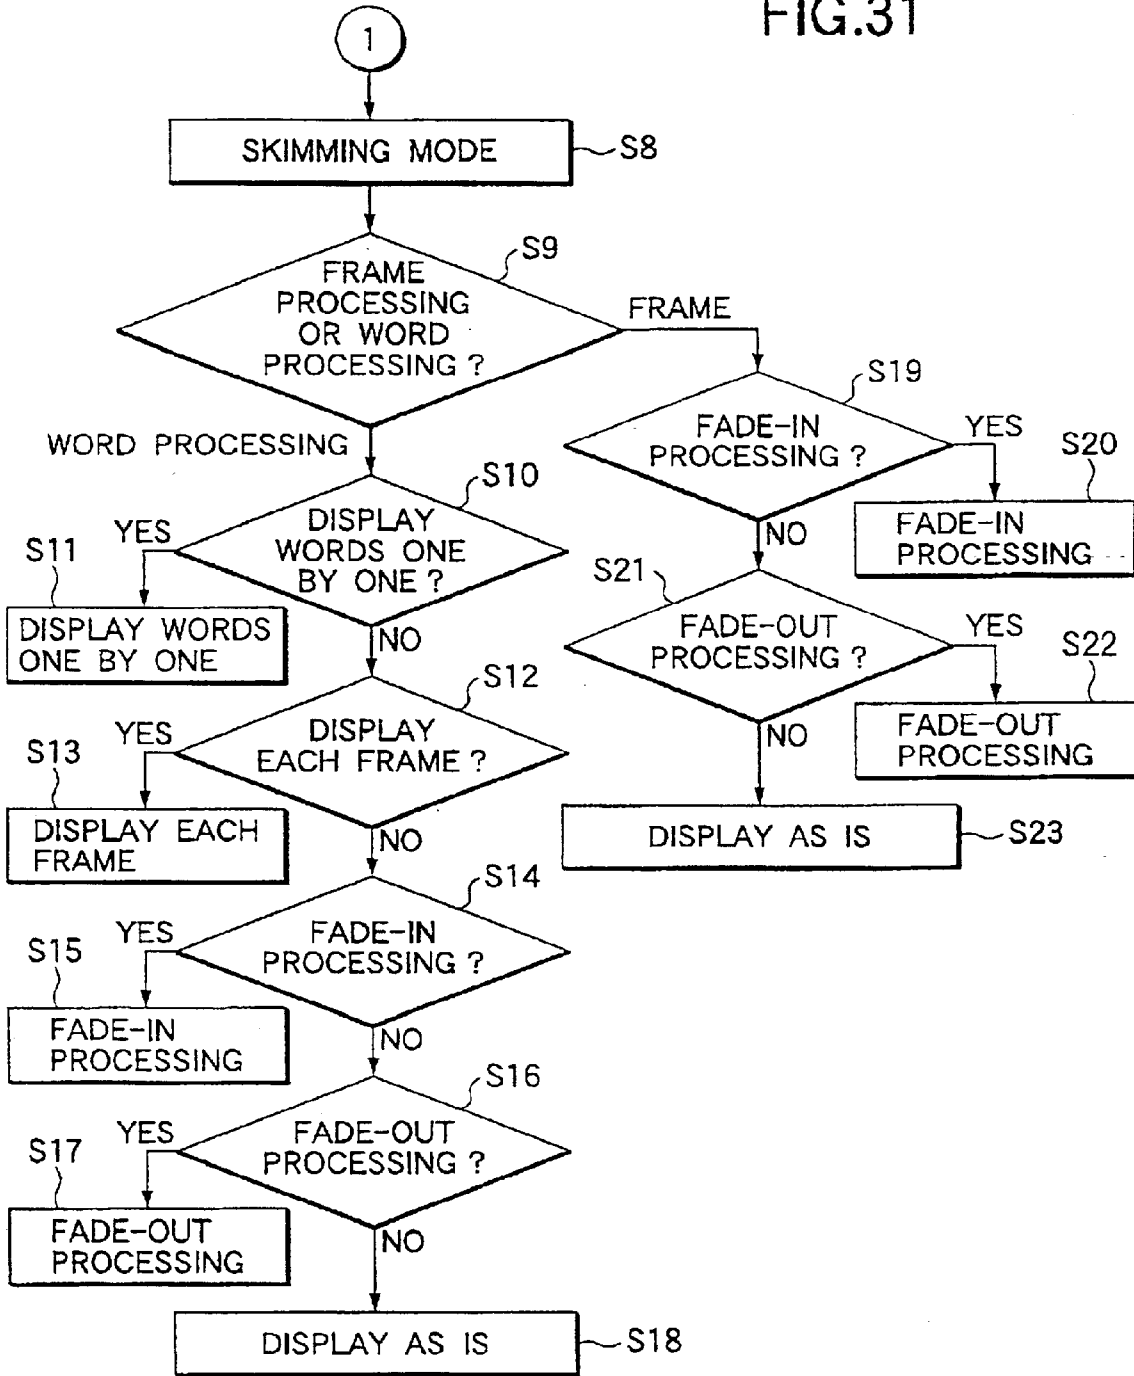 FIG.31
1
SKIMMING MODE
S8
S9
FRAME
PROCESSING
OR WORD
PROCESSING ?
FRAME
WORD PROCESSING
S10
DISPLAY
WORDS ONE
BY ONE ?
YES
S11
DISPLAY WORDS
ONE BY ONE
NO
S12
DISPLAY
EACH FRAME ?
YES
S13
DISPLAY EACH
FRAME
NO
S14
FADE-IN
PROCESSING ?
YES
S15
FADE-IN
PROCESSING
NO
S16
FADE-OUT
PROCESSING ?
YES
S17
FADE-OUT
PROCESSING
NO
DISPLAY AS IS
S18
S19
FADE-IN
PROCESSING ?
YES
S20
FADE-IN
PROCESSING
NO
S21
FADE-OUT
PROCESSING ?
YES
S22
FADE-OUT
PROCESSING
NO
DISPLAY AS IS
S23